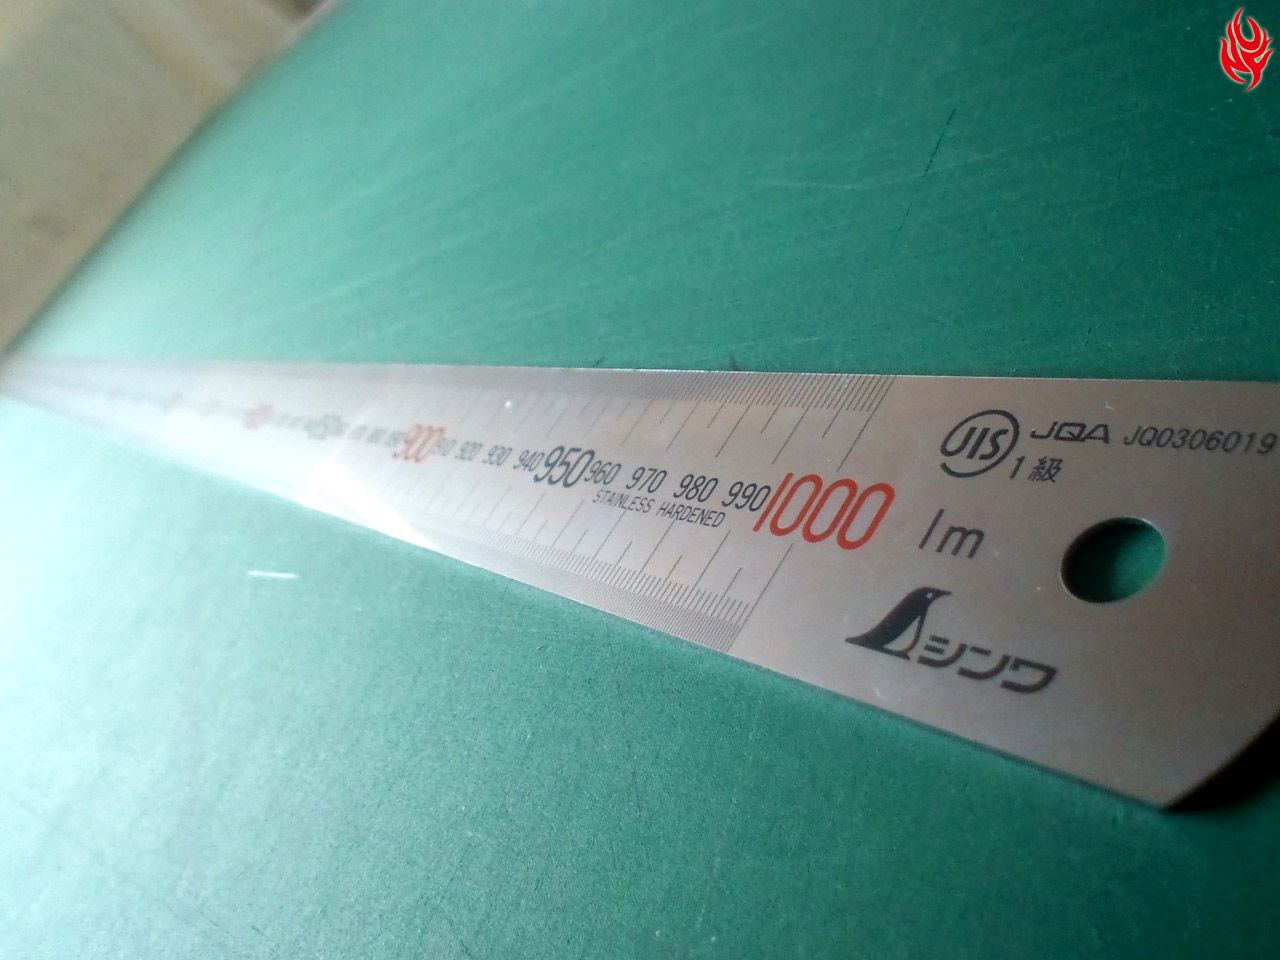 JIS JQA JQ0306019
1級
900 910 920 930 940 950 960 970 980 990 1000 1m
STAINLESS HARDENED
シンワ